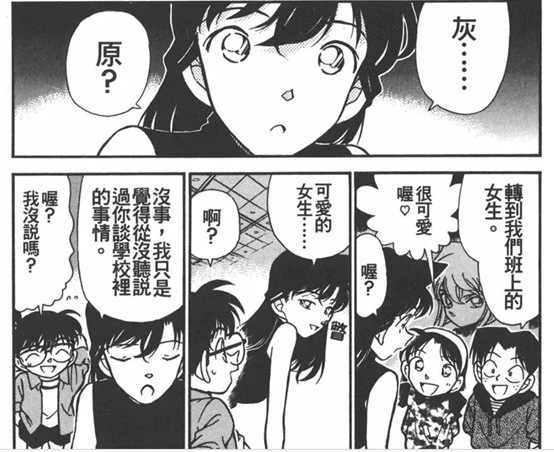 灰……
原？
轉到我們班上的
女生。
很可愛
喔♡
喔？
可愛的
女生……
瞥
啊？
沒事，我只是
覺得從沒聽說
過你談學校裡
的事情。
喔？
我沒說嗎？